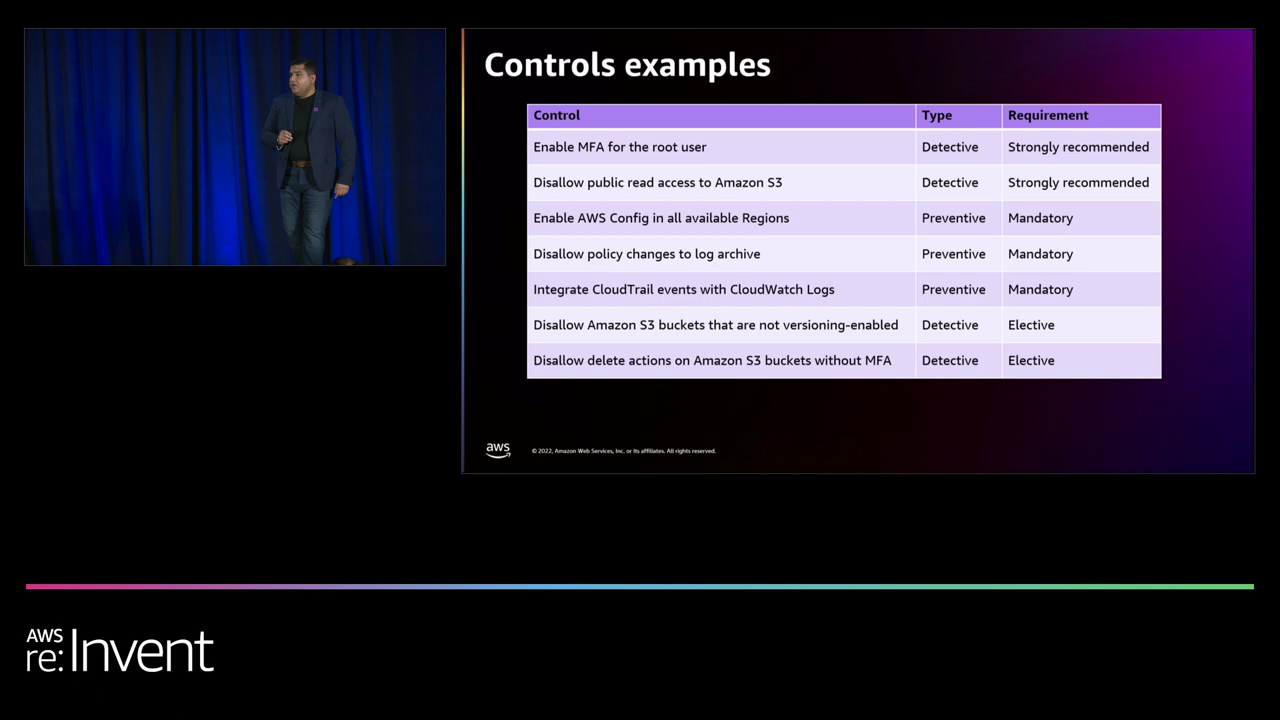 Controls examples
Control Type Requirement
Enable MFA for the root user Detective Strongly recommended
Disallow public read access to Amazon S3 Detective Strongly recommended
Enable AWS Config in all available Regions Preventive Mandatory
Disallow policy changes to log archive Preventive Mandatory
Integrate CloudTrail events with CloudWatch Logs Preventive Mandatory
Disallow Amazon S3 buckets that are not versioning-enabled Detective Elective
Disallow delete actions on Amazon S3 buckets without MFA Detective Elective
aws © 2022, Amazon Web Services, Inc. or its affiliates. All rights reserved.
AWS
re:Invent